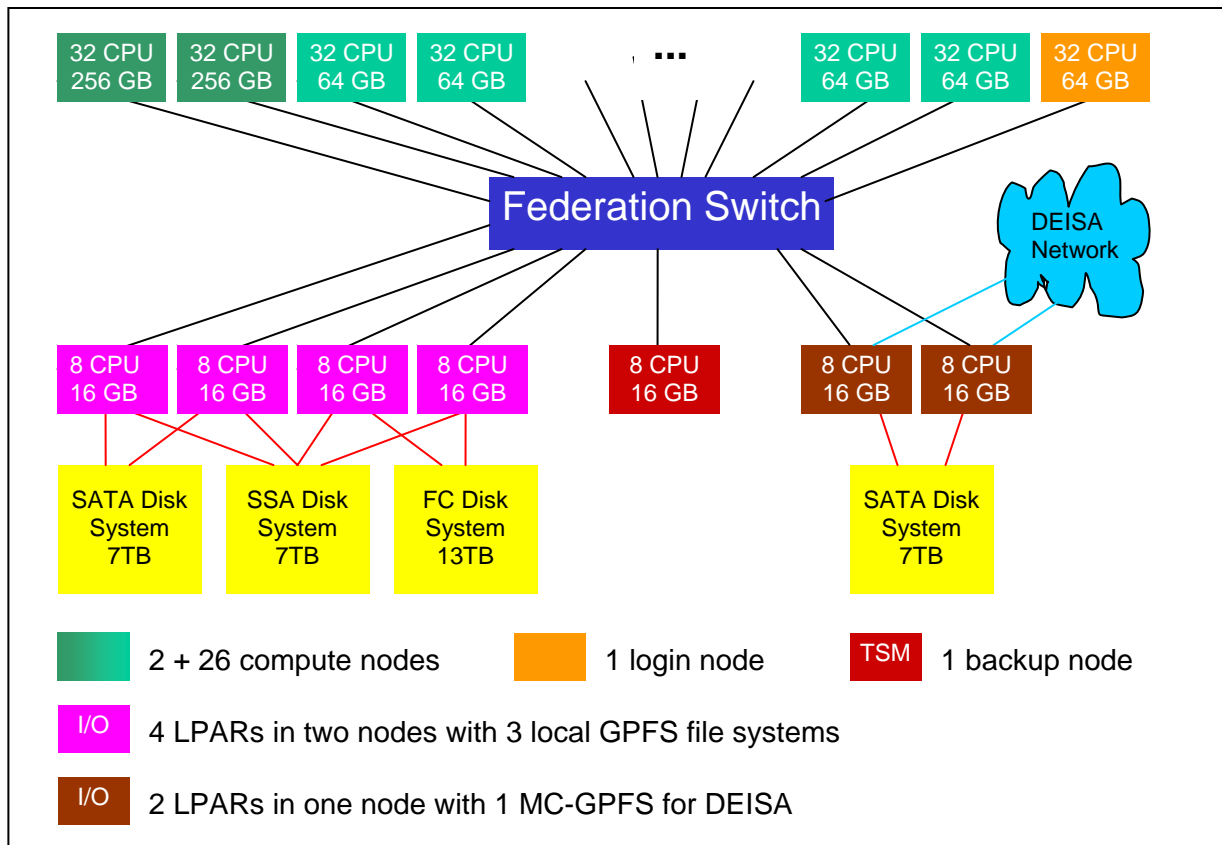 32 CPU
256 GB
32 CPU
256 GB
32 CPU
64 GB
32 CPU
64 GB
...
32 CPU
64 GB
32 CPU
64 GB
32 CPU
64 GB
Federation Switch
DEISA
Network
8 CPU
16 GB
8 CPU
16 GB
8 CPU
16 GB
8 CPU
16 GB
8 CPU
16 GB
8 CPU
16 GB
8 CPU
16 GB
SATA Disk
System
7TB
SSA Disk
System
7TB
FC Disk
System
13TB
SATA Disk
System
7TB
2 + 26 compute nodes
1 login node
TSM
1 backup node
I/O
4 LPARs in two nodes with 3 local GPFS file systems
I/O
2 LPARs in one node with 1 MC-GPFS for DEISA